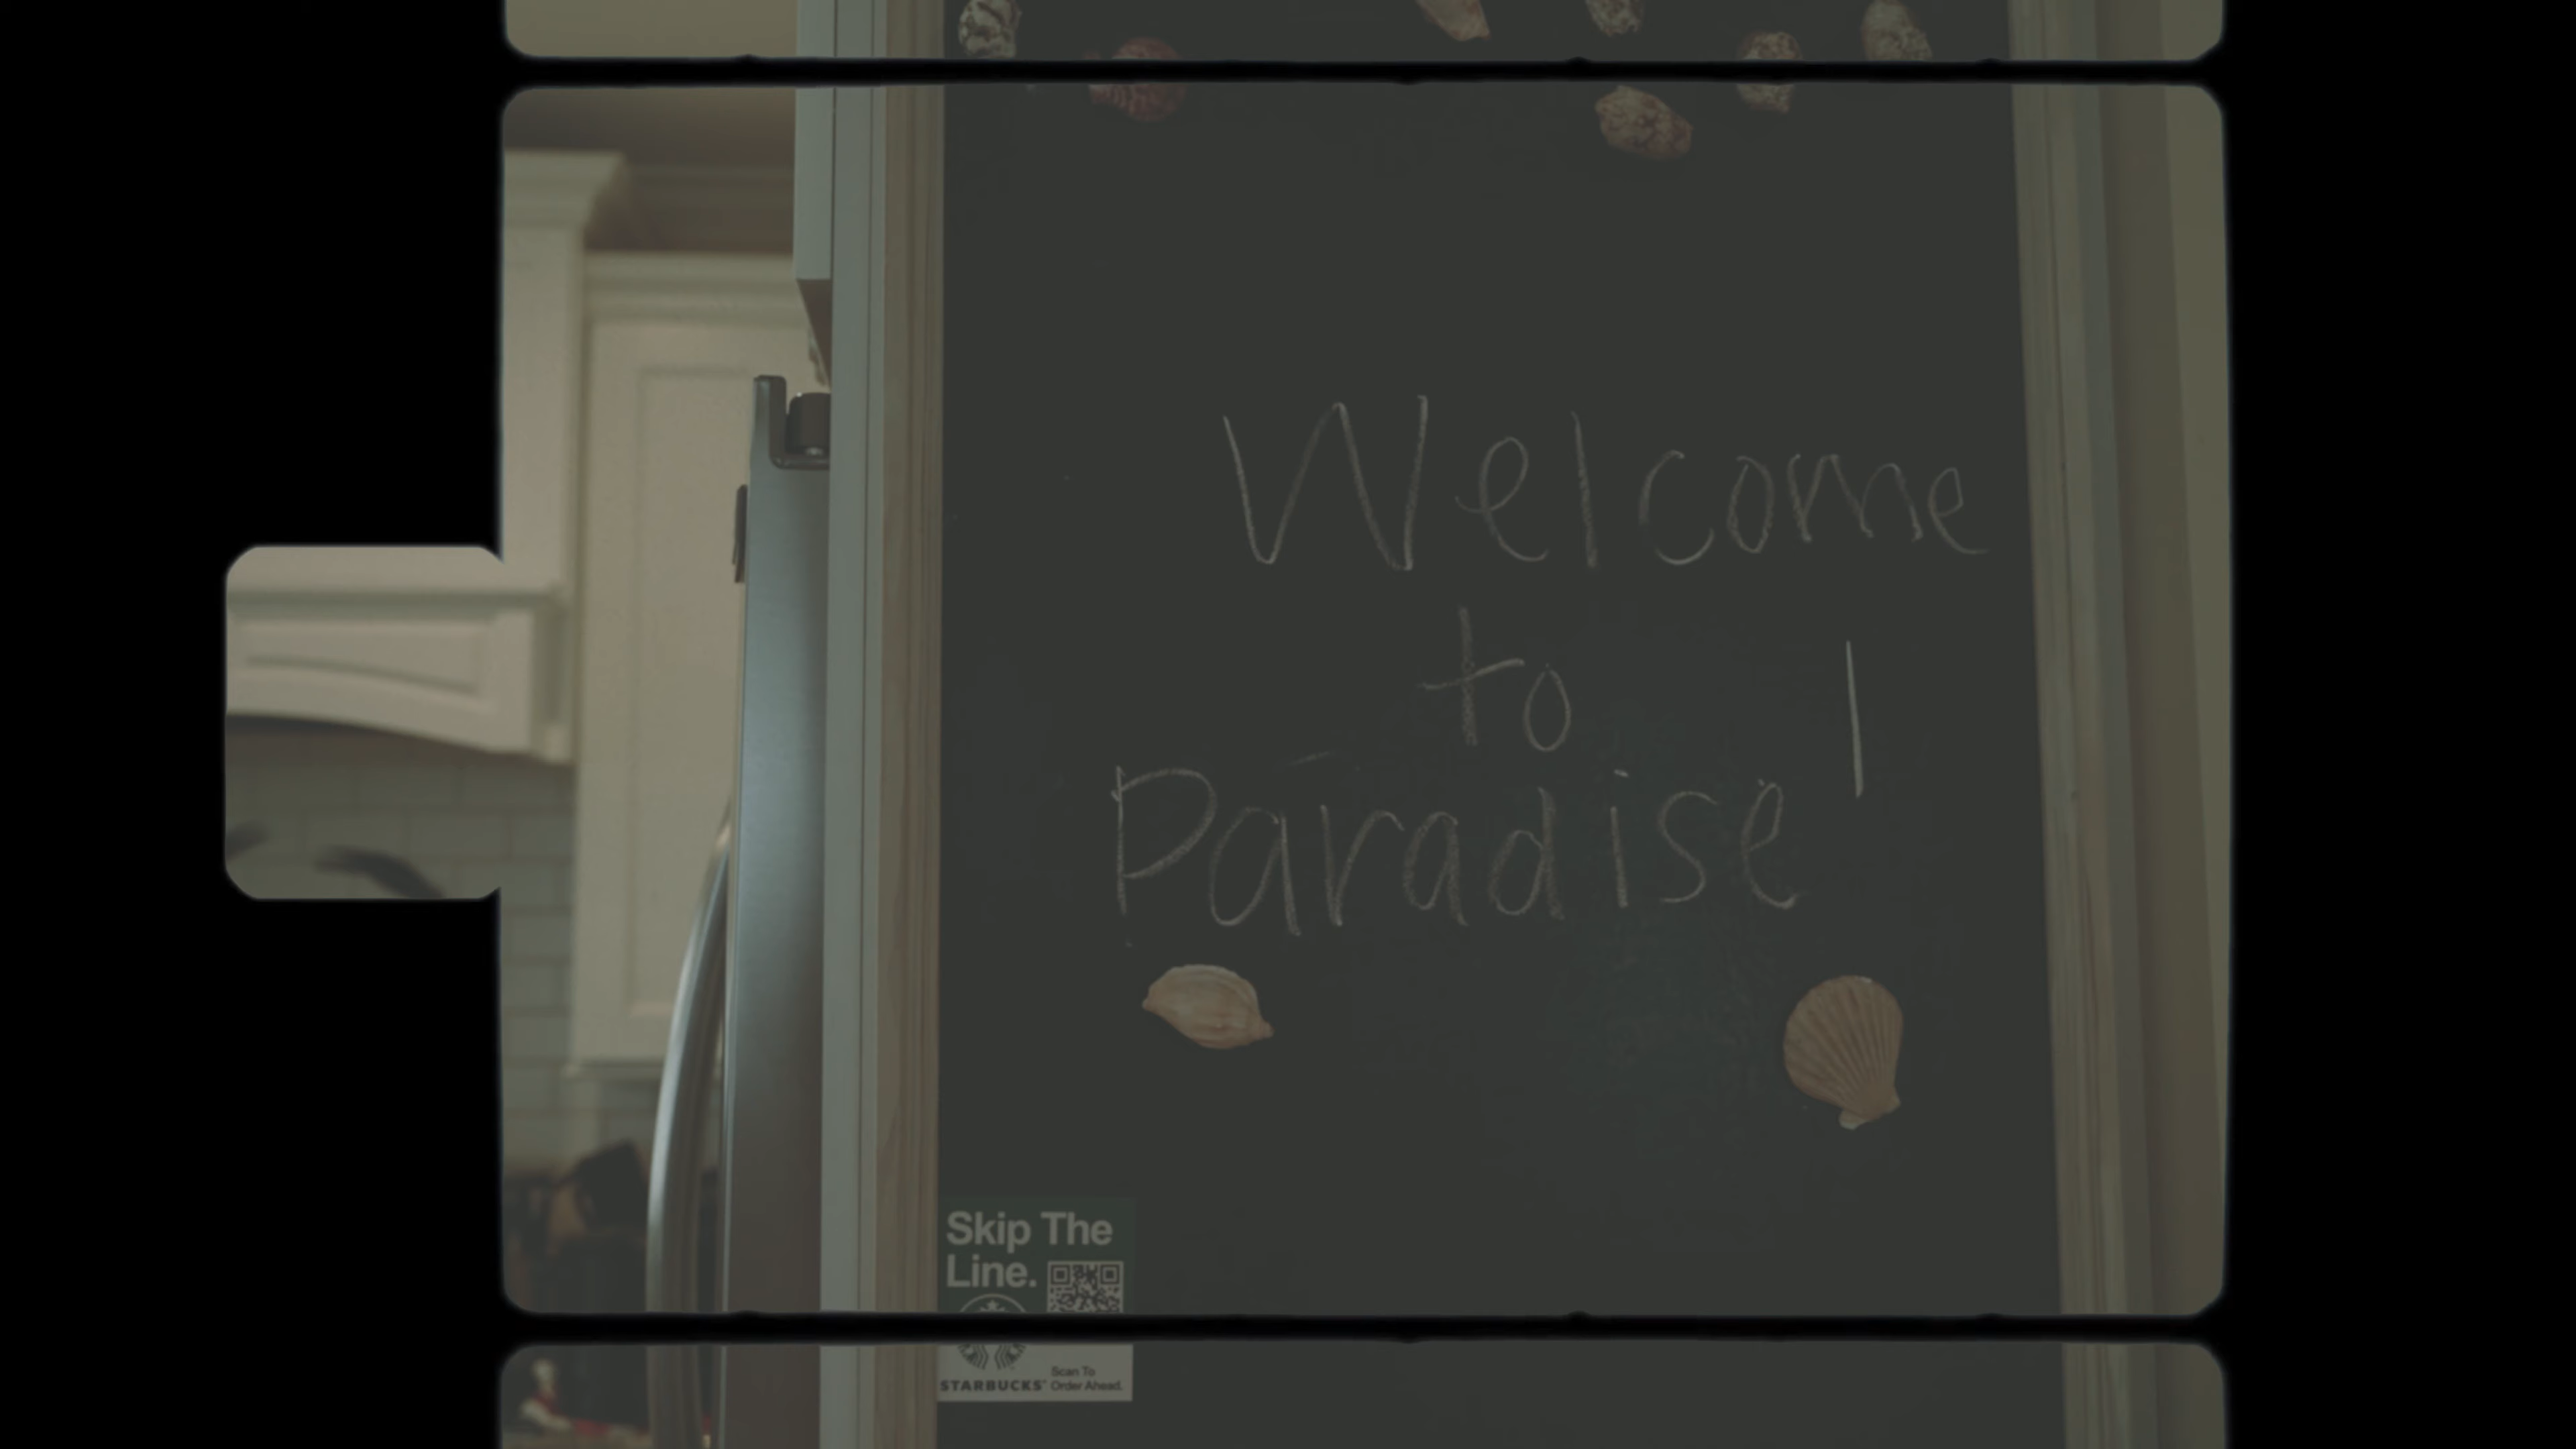 Welcome
to
Paradise!
Skip The
Line.
STARBUCKS
Scan To
Order Ahead.